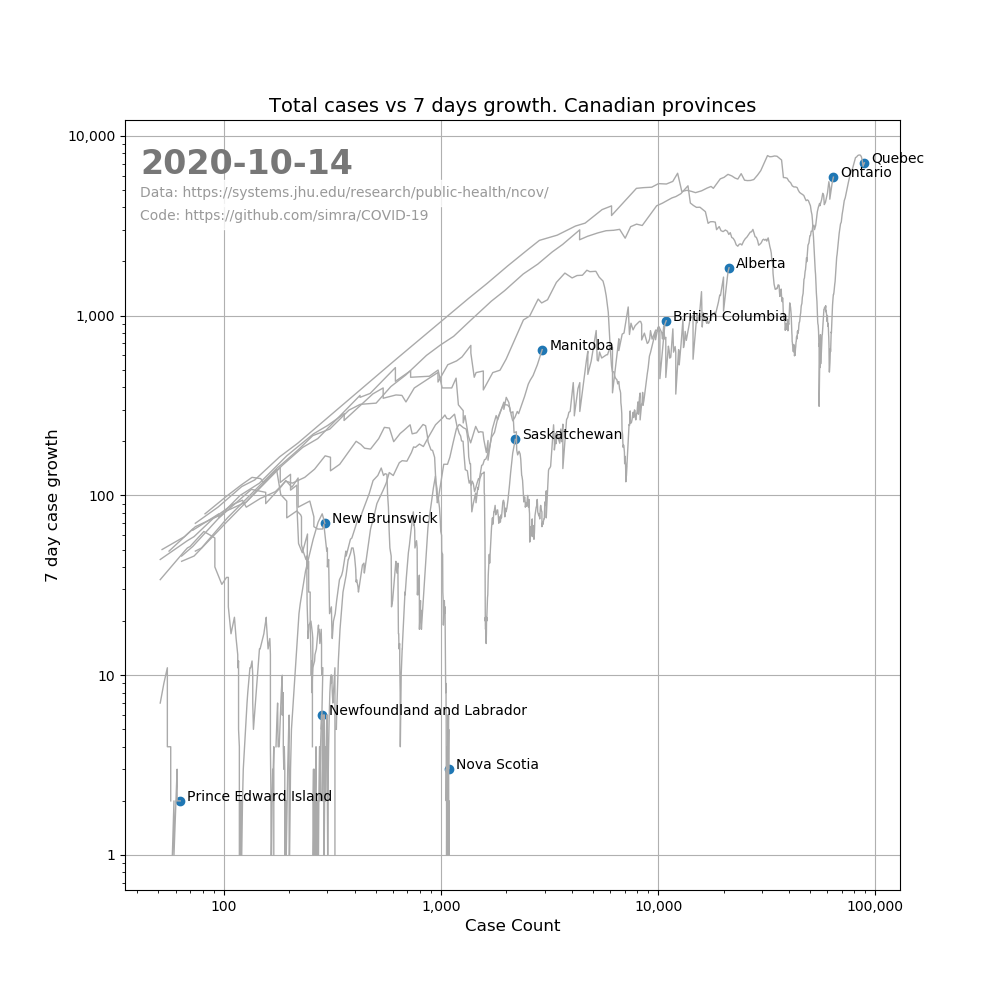 Total cases vs 7 days growth. Canadian provinces
10,000
2020-10-14
Quebec
Ontario
Data: https://systems.jhu.edu/research/public-health/ncov/
Code: https://github.com/simra/COVID-19
Alberta
1,000
British Columbia
Manitoba
Saskatchewan
7 day case growth
100
New Brunswick
10
Newfoundland and Labrador
Nova Scotia
Prince Edward Island
1
100 1,000 10,000 100,000
Case Count